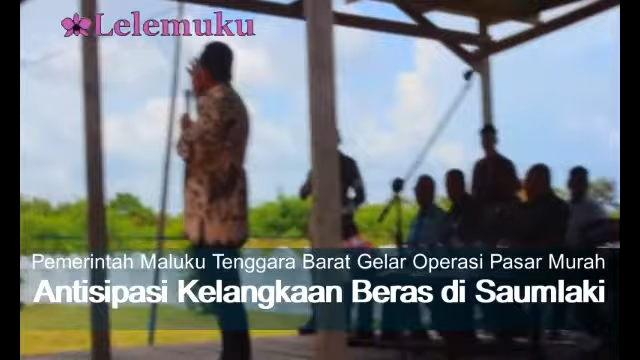 Lelemuku
Pemerintah Maluku Tenggara Barat Gelar Operasi Pasar Murah
Antisipasi Kelangkaan Beras di Saumlaki